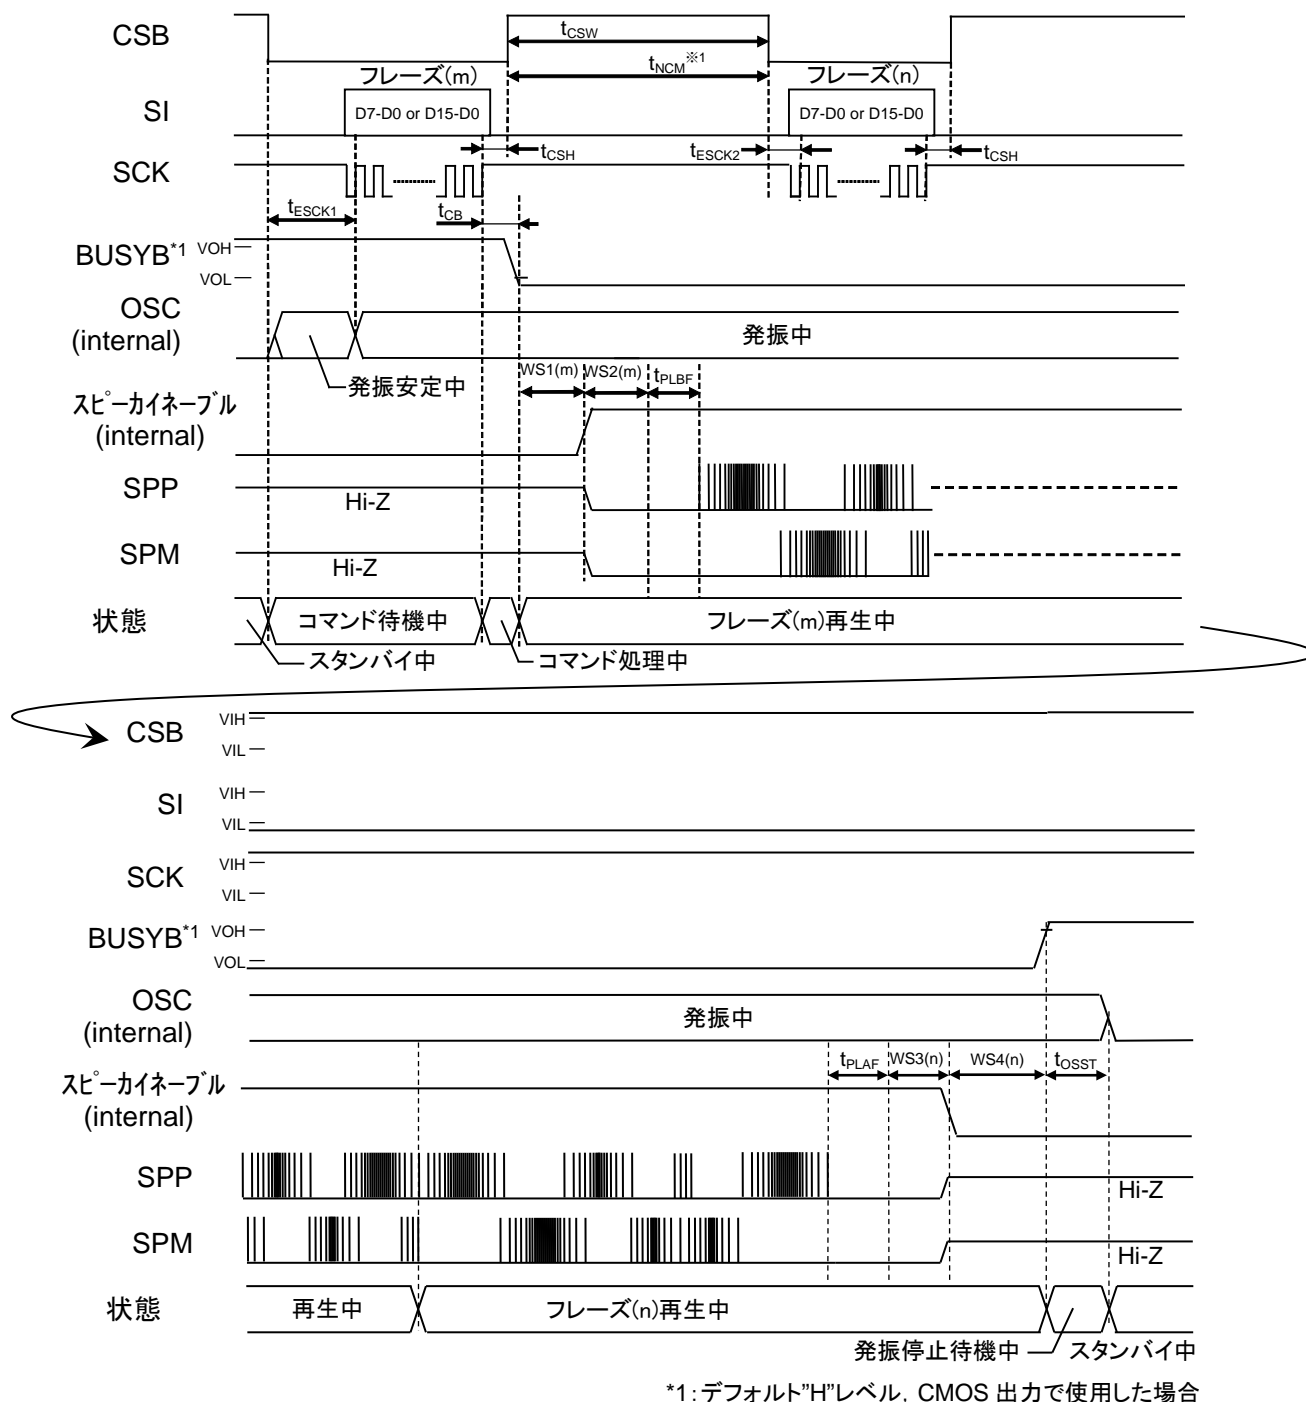 CSB
tCSW
tNCM※1
フレーズ(m)
フレーズ(n)
SI
D7-D0 or D15-D0
D7-D0 or D15-D0
tCSH
tESCK2
tCSH
SCK
tESCK1
tCB
BUSYB*1
VOH
VOL
OSC
(internal)
発振中
発振安定中
WS1(m)
WS2(m)
tPLBF
スピーカイネーブル
(internal)
SPP
Hi-Z
SPM
Hi-Z
状態
コマンド待機中
フレーズ(m)再生中
スタンバイ中
コマンド処理中
CSB
VIH
VIL
SI
VIH
VIL
SCK
VIH
VIL
BUSYB*1
VOH
VOL
OSC
(internal)
発振中
tPLAF
WS3(n)
WS4(n)
tOSST
スピーカイネーブル
(internal)
SPP
Hi-Z
SPM
Hi-Z
状態
再生中
フレーズ(n)再生中
発振停止待機中
スタンバイ中
*1:デフォルト"H"レベル, CMOS 出力で使用した場合